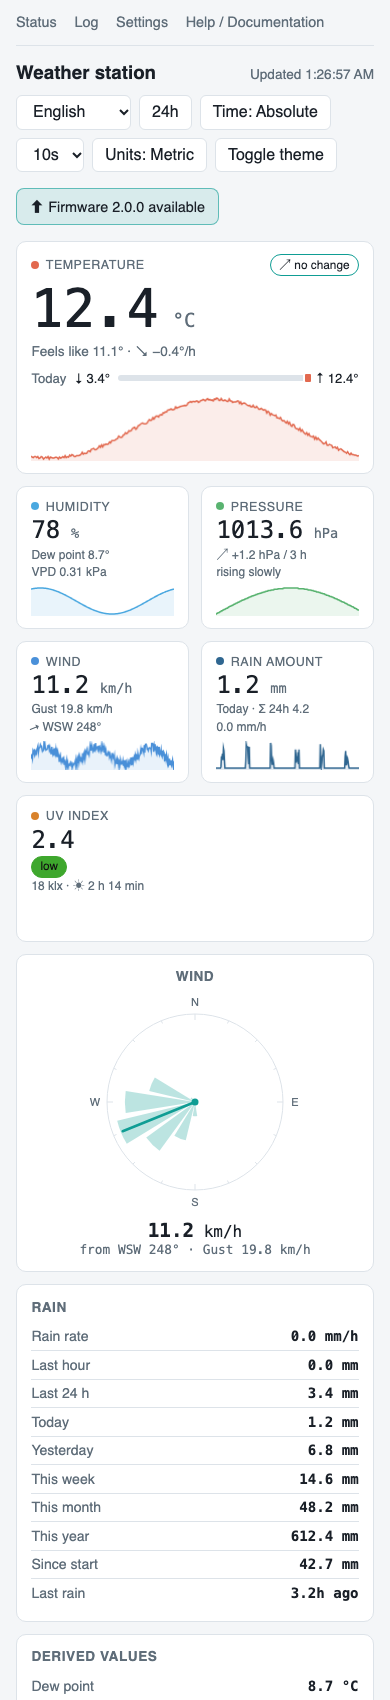 Status Log Settings Help / Documentation
Weather station Updated 1:26:57 AM
English 24h Time: Absolute
10s Units: Metric Toggle theme
⬆ Firmware 2.0.0 available
TEMPERATURE ↗ no change
12.4 °C
Feels like 11.1° · ↘ −0.4°/h
Today ↓ 3.4° ↑ 12.4°
HUMIDITY
78 %
Dew point 8.7°
VPD 0.31 kPa
PRESSURE
1013.6 hPa
↗ +1.2 hPa / 3 h
rising slowly
WIND
11.2 km/h
Gust 19.8 km/h
→ WSW 248°
RAIN AMOUNT
1.2 mm
Today · Σ 24h 4.2
0.0 mm/h
UV INDEX
2.4
low
18 klx · ☀ 2 h 14 min
WIND
N
W E
S
11.2 km/h
from WSW 248° · Gust 19.8 km/h
RAIN
Rain rate 0.0 mm/h
Last hour 0.0 mm
Last 24 h 3.4 mm
Today 1.2 mm
Yesterday 6.8 mm
This week 14.6 mm
This month 48.2 mm
This year 612.4 mm
Since start 42.7 mm
Last rain 3.2h ago
DERIVED VALUES
Dew point 8.7 °C